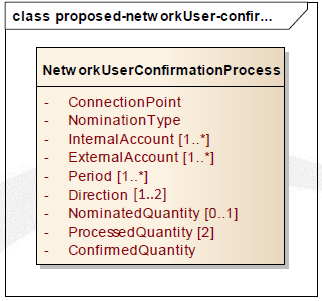 class proposed-networkUser-confir...
NetworkUserConfirmationProcess
- ConnectionPoint
- NominationType
- InternalAccount [1..*]
- ExternalAccount [1..*]
- Period [1..*]
- Direction [1..2]
- NominatedQuantity [0..1]
- ProcessedQuantity [2]
- ConfirmedQuantity